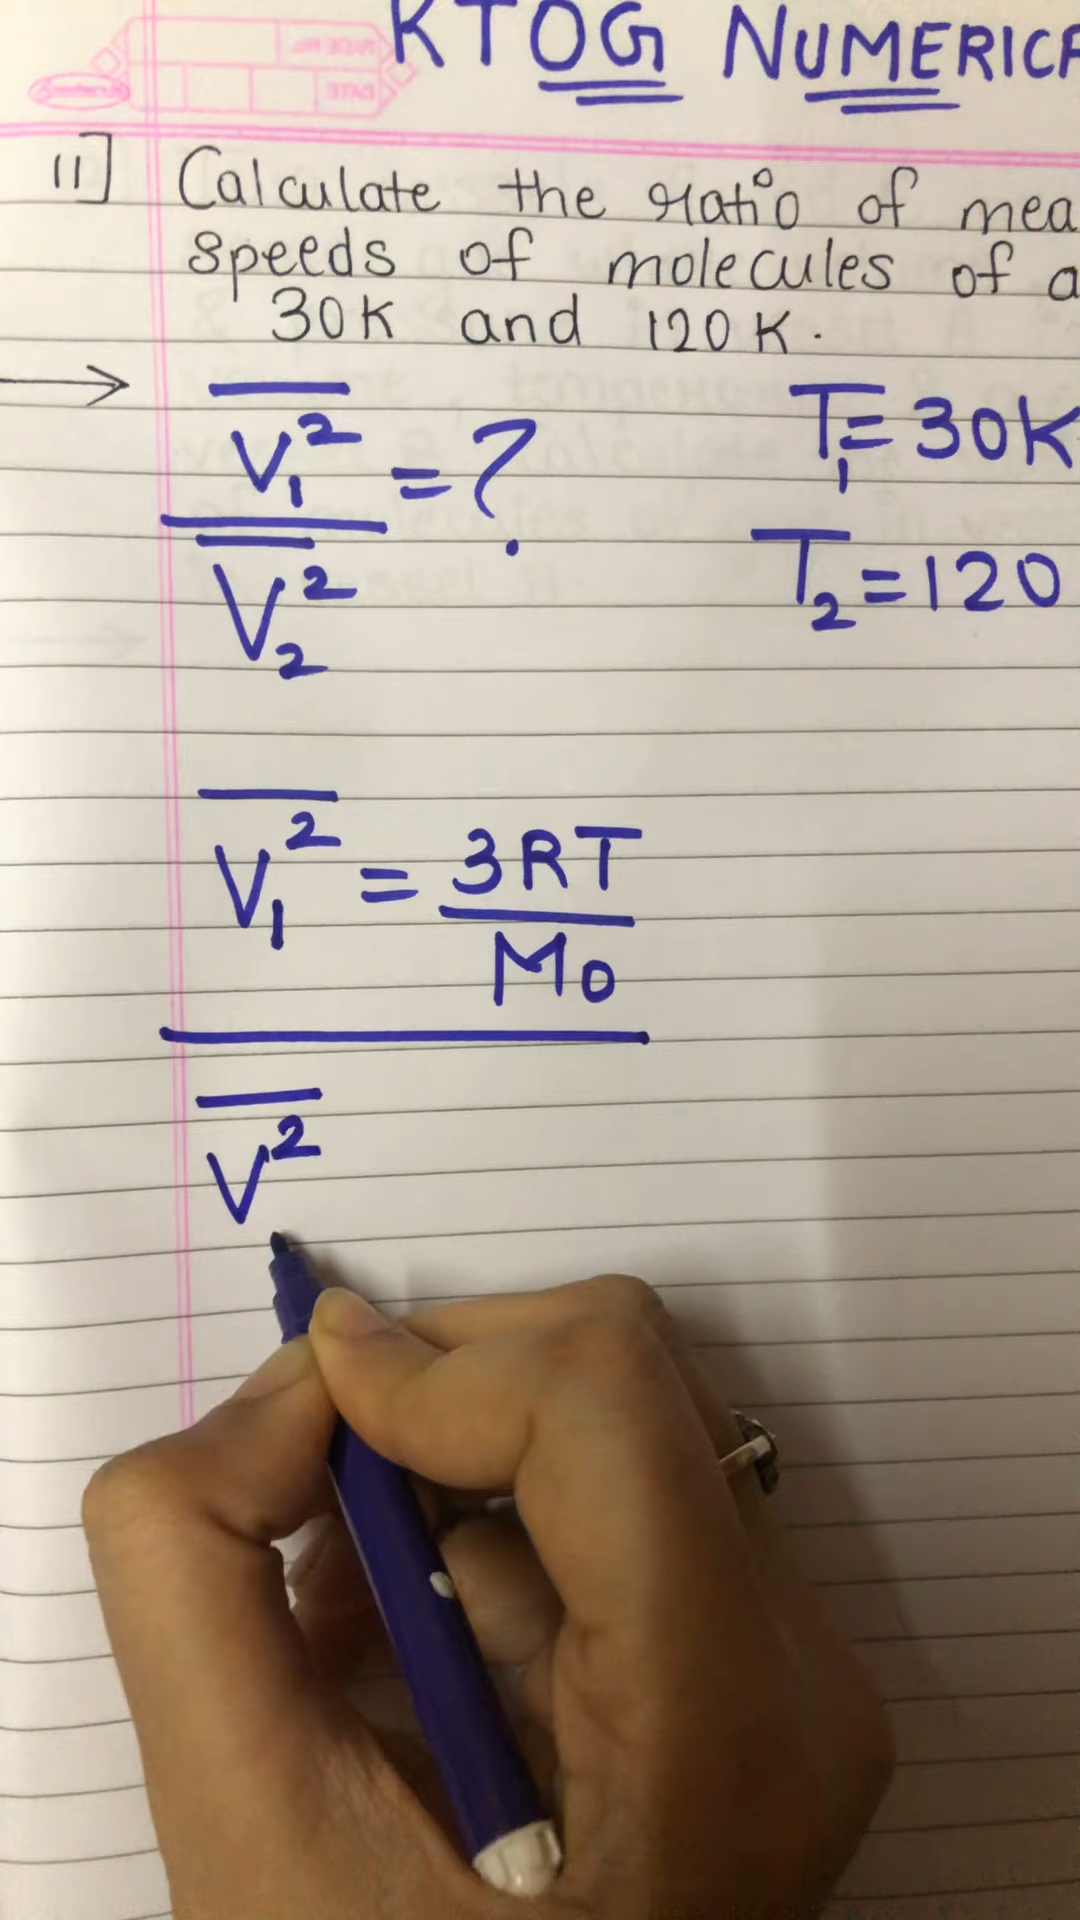 KTOG NUMERICA
11] Calculate the ratio of mea
speeds of molecules of a
30K and 120K.
V₁² / V₂² = ?
T₁ = 30K
T₂ = 120
V₁² = 3RT / Mo
V²